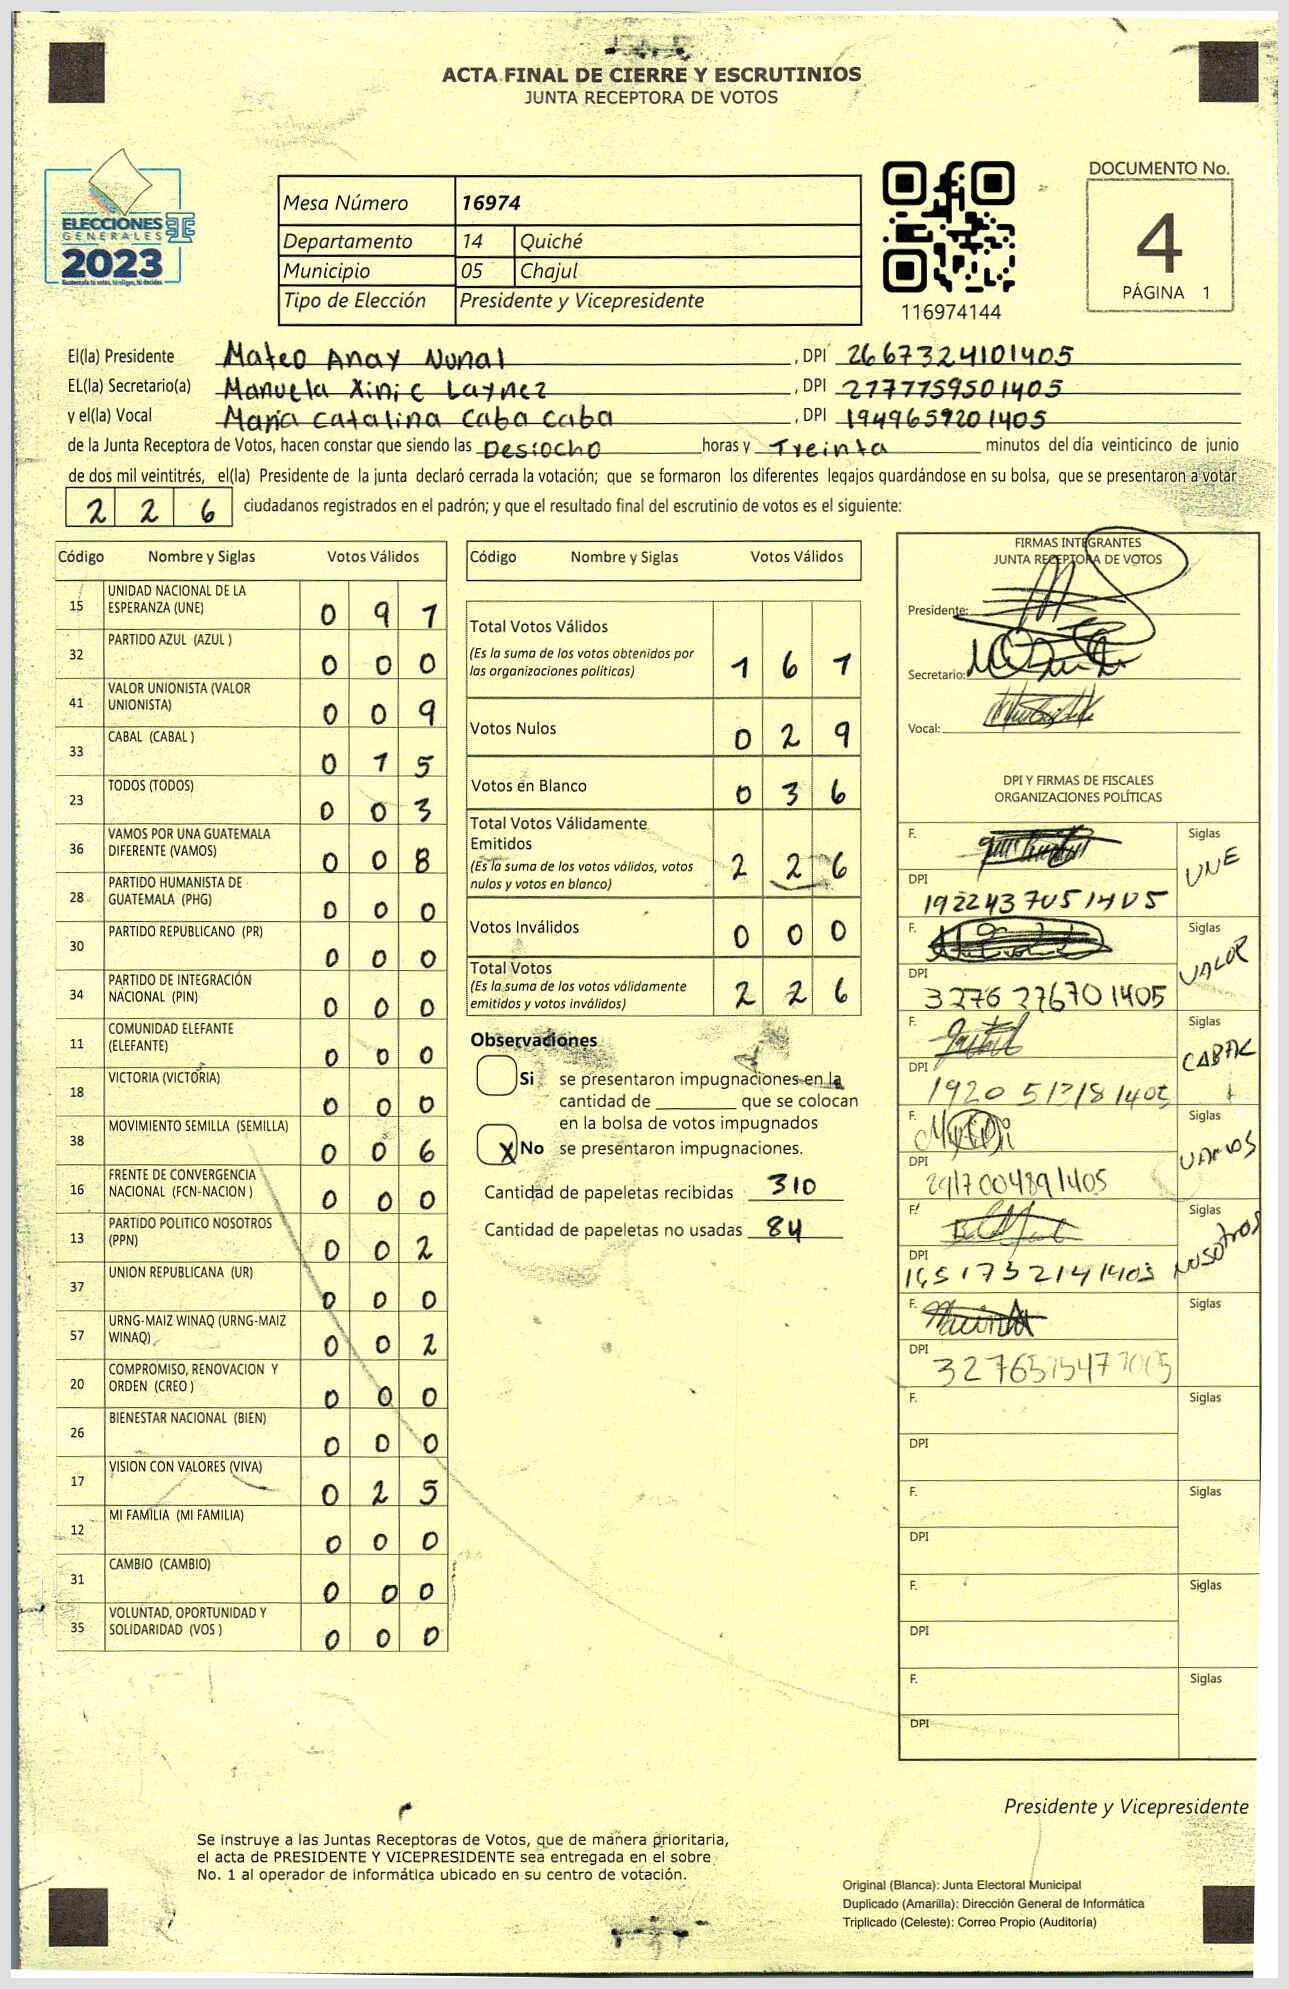 ACTA FINAL DE CIERRE Y ESCRUTINIOS
JUNTA RECEPTORA DE VOTOS
ELECCIONES
GENERALES
2023
Mesa Número 16974
Departamento 14 Quiché
Municipio 05 Chajul
Tipo de Elección Presidente y Vicepresidente
116974144
DOCUMENTO No.
4
PÁGINA 1
El(la) Presidente Mateo Anay Nunal , DPI 2667324101405
EL(la) Secretario(a) Manuela Xinic Laynez , DPI 2777759501405
y el(la) Vocal María Catalina Caba Caba , DPI 1949659201405
de la Junta Receptora de Votos, hacen constar que siendo las Desiocho horas y Treinta minutos del día veinticinco de junio
de dos mil veintitrés, el(la) Presidente de la junta declaró cerrada la votación; que se formaron los diferentes legajos guardándose en su bolsa, que se presentaron a votar
2 2 6 ciudadanos registrados en el padrón; y que el resultado final del escrutinio de votos es el siguiente:
Código Nombre y Siglas Votos Válidos
15 UNIDAD NACIONAL DE LA ESPERANZA (UNE) 0 9 7
32 PARTIDO AZUL (AZUL ) 0 0 0
41 VALOR UNIONISTA (VALOR UNIONISTA) 0 0 9
33 CABAL (CABAL ) 0 1 5
23 TODOS (TODOS) 0 0 3
36 VAMOS POR UNA GUATEMALA DIFERENTE (VAMOS) 0 0 8
28 PARTIDO HUMANISTA DE GUATEMALA (PHG) 0 0 0
30 PARTIDO REPUBLICANO (PR) 0 0 0
34 PARTIDO DE INTEGRACIÓN NACIONAL (PIN) 0 0 0
11 COMUNIDAD ELEFANTE (ELEFANTE) 0 0 0
18 VICTORIA (VICTORIA) 0 0 0
38 MOVIMIENTO SEMILLA (SEMILLA) 0 0 6
16 FRENTE DE CONVERGENCIA NACIONAL (FCN-NACION ) 0 0 0
13 PARTIDO POLITICO NOSOTROS (PPN) 0 0 2
37 UNION REPUBLICANA (UR) 0 0 0
57 URNG-MAIZ WINAQ (URNG-MAIZ WINAQ) 0 0 2
20 COMPROMISO, RENOVACION Y ORDEN (CREO ) 0 0 0
26 BIENESTAR NACIONAL (BIEN) 0 0 0
17 VISION CON VALORES (VIVA) 0 2 5
12 MI FAMILIA (MI FAMILIA) 0 0 0
31 CAMBIO (CAMBIO) 0 0 0
35 VOLUNTAD, OPORTUNIDAD Y SOLIDARIDAD (VOS ) 0 0 0
Código Nombre y Siglas Votos Válidos
Total Votos Válidos 1 6 1
(Es la suma de los votos obtenidos por
las organizaciones políticas)
Votos Nulos 0 2 9
Votos en Blanco 0 3 6
Total Votos Válidamente
Emitidos 2 2 6
(Es la suma de los votos válidos, votos
nulos y votos en blanco)
Votos Inválidos 0 0 0
Total Votos 2 2 6
(Es la suma de los votos válidamente
emitidos y votos inválidos)
Observaciones
Si se presentaron impugnaciones en la
cantidad de ________ que se colocan
en la bolsa de votos impugnados
X No se presentaron impugnaciones.
Cantidad de papeletas recibidas 310
Cantidad de papeletas no usadas 84
FIRMAS INTEGRANTES
JUNTA RECEPTORA DE VOTOS
Presidente:
Secretario:
Vocal:
DPI Y FIRMAS DE FISCALES
ORGANIZACIONES POLÍTICAS
F. Siglas UNE
DPI 1922437051405
F. Siglas VALOR
DPI 3276276701405
F. Siglas CABAL
DPI
F. Siglas VAMOS
DPI 2917004891405
F. Siglas NOSOTROS
DPI
F. Siglas
DPI
F. Siglas
DPI
F. Siglas
DPI
F. Siglas
DPI
F. Siglas
DPI
Presidente y Vicepresidente
Se instruye a las Juntas Receptoras de Votos, que de manera prioritaria,
el acta de PRESIDENTE Y VICEPRESIDENTE sea entregada en el sobre
No. 1 al operador de informática ubicado en su centro de votación.
Original (Blanca): Junta Electoral Municipal
Duplicado (Amarilla): Dirección General de Informática
Triplicado (Celeste): Correo Propio (Auditoría)